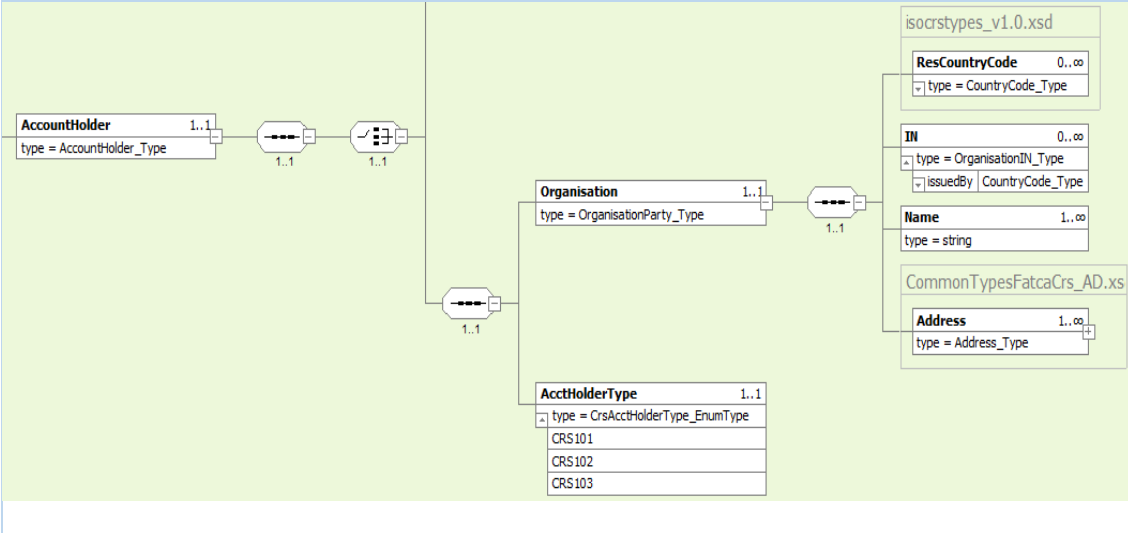 isocrstypes_v1.0.xsd
ResCountryCode 0..∞
type = CountryCode_Type
AccountHolder 1..1
type = AccountHolder_Type
1..1
1..1
IN 0..∞
type = OrganisationIN_Type
issuedBy CountryCode_Type
Organisation 1..1
type = OrganisationParty_Type
1..1
Name 1..∞
type = string
CommonTypesFatcaCrs_AD.xs
Address 1..∞
type = Address_Type
1..1
AcctHolderType 1..1
type = CrsAcctHolderType_EnumType
CRS101
CRS102
CRS103